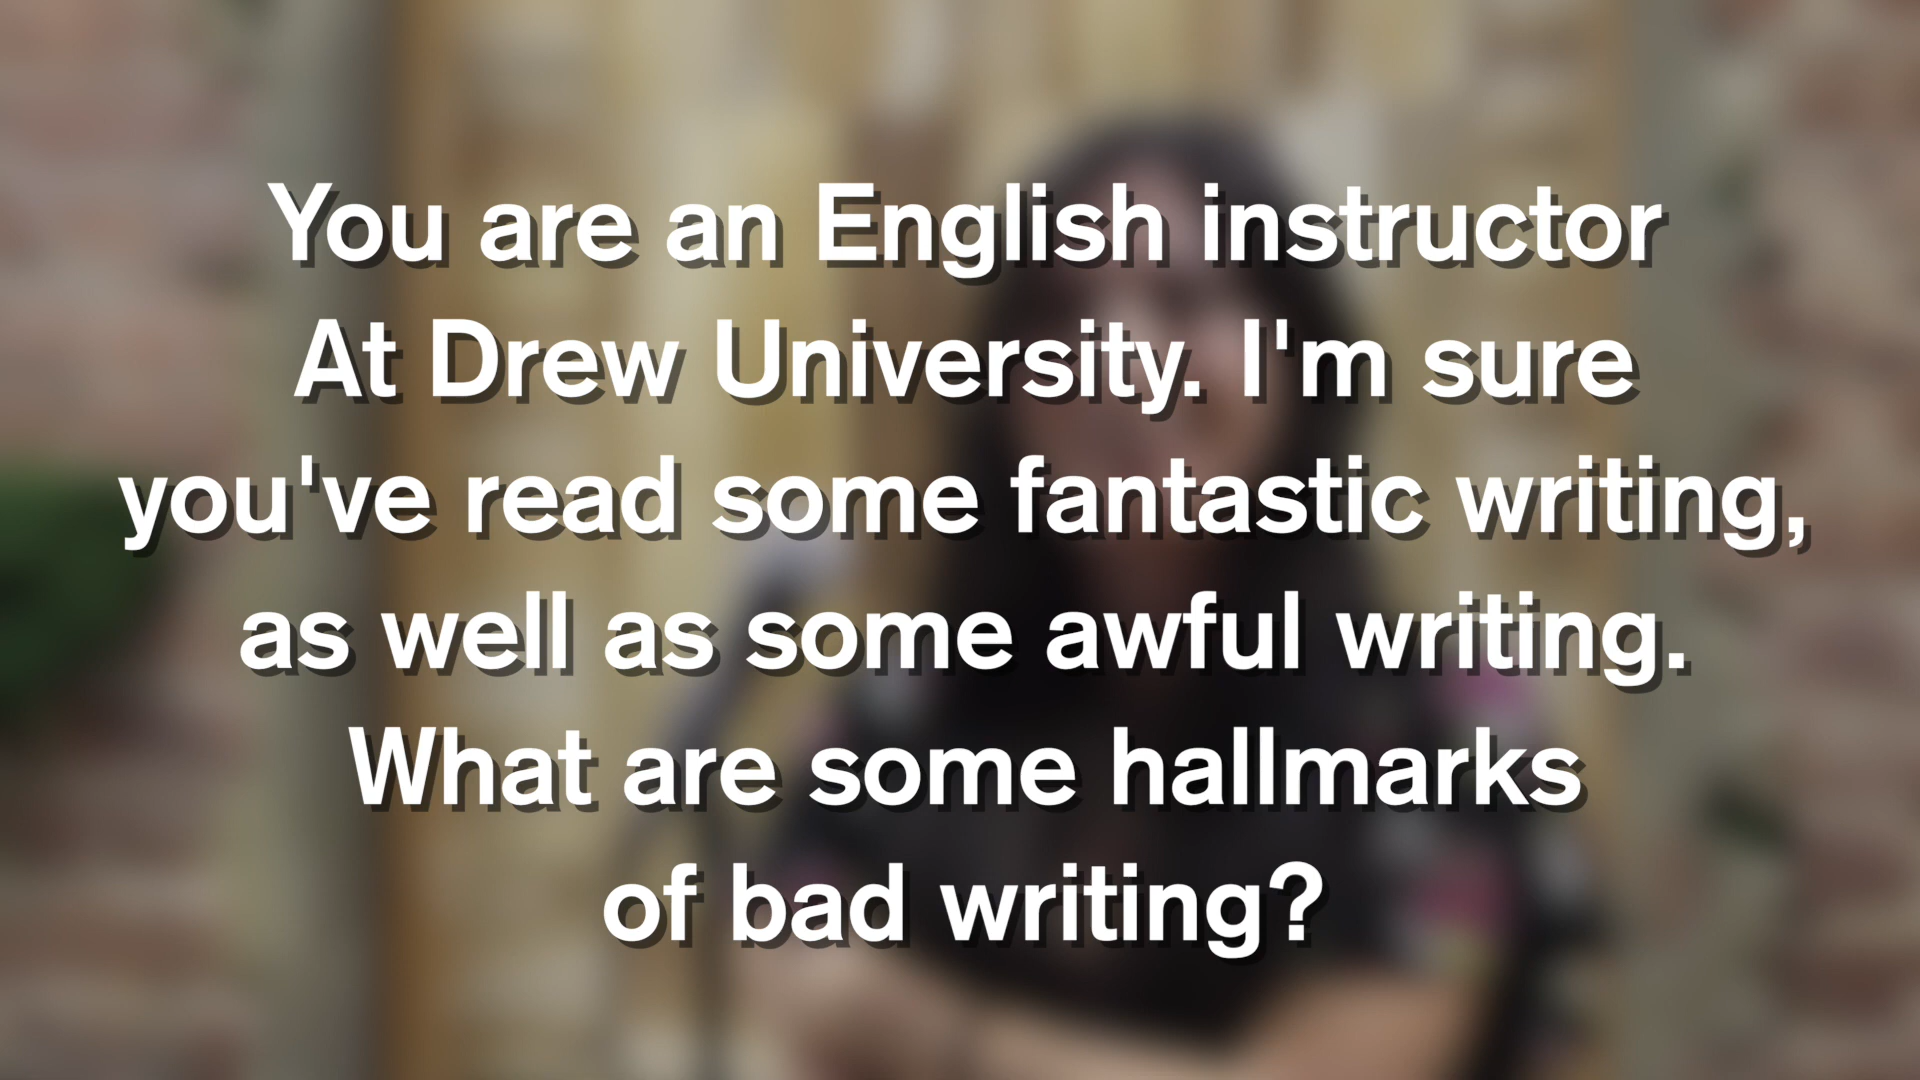 You are an English instructor
At Drew University. I'm sure
you've read some fantastic writing,
as well as some awful writing.
What are some hallmarks
of bad writing?